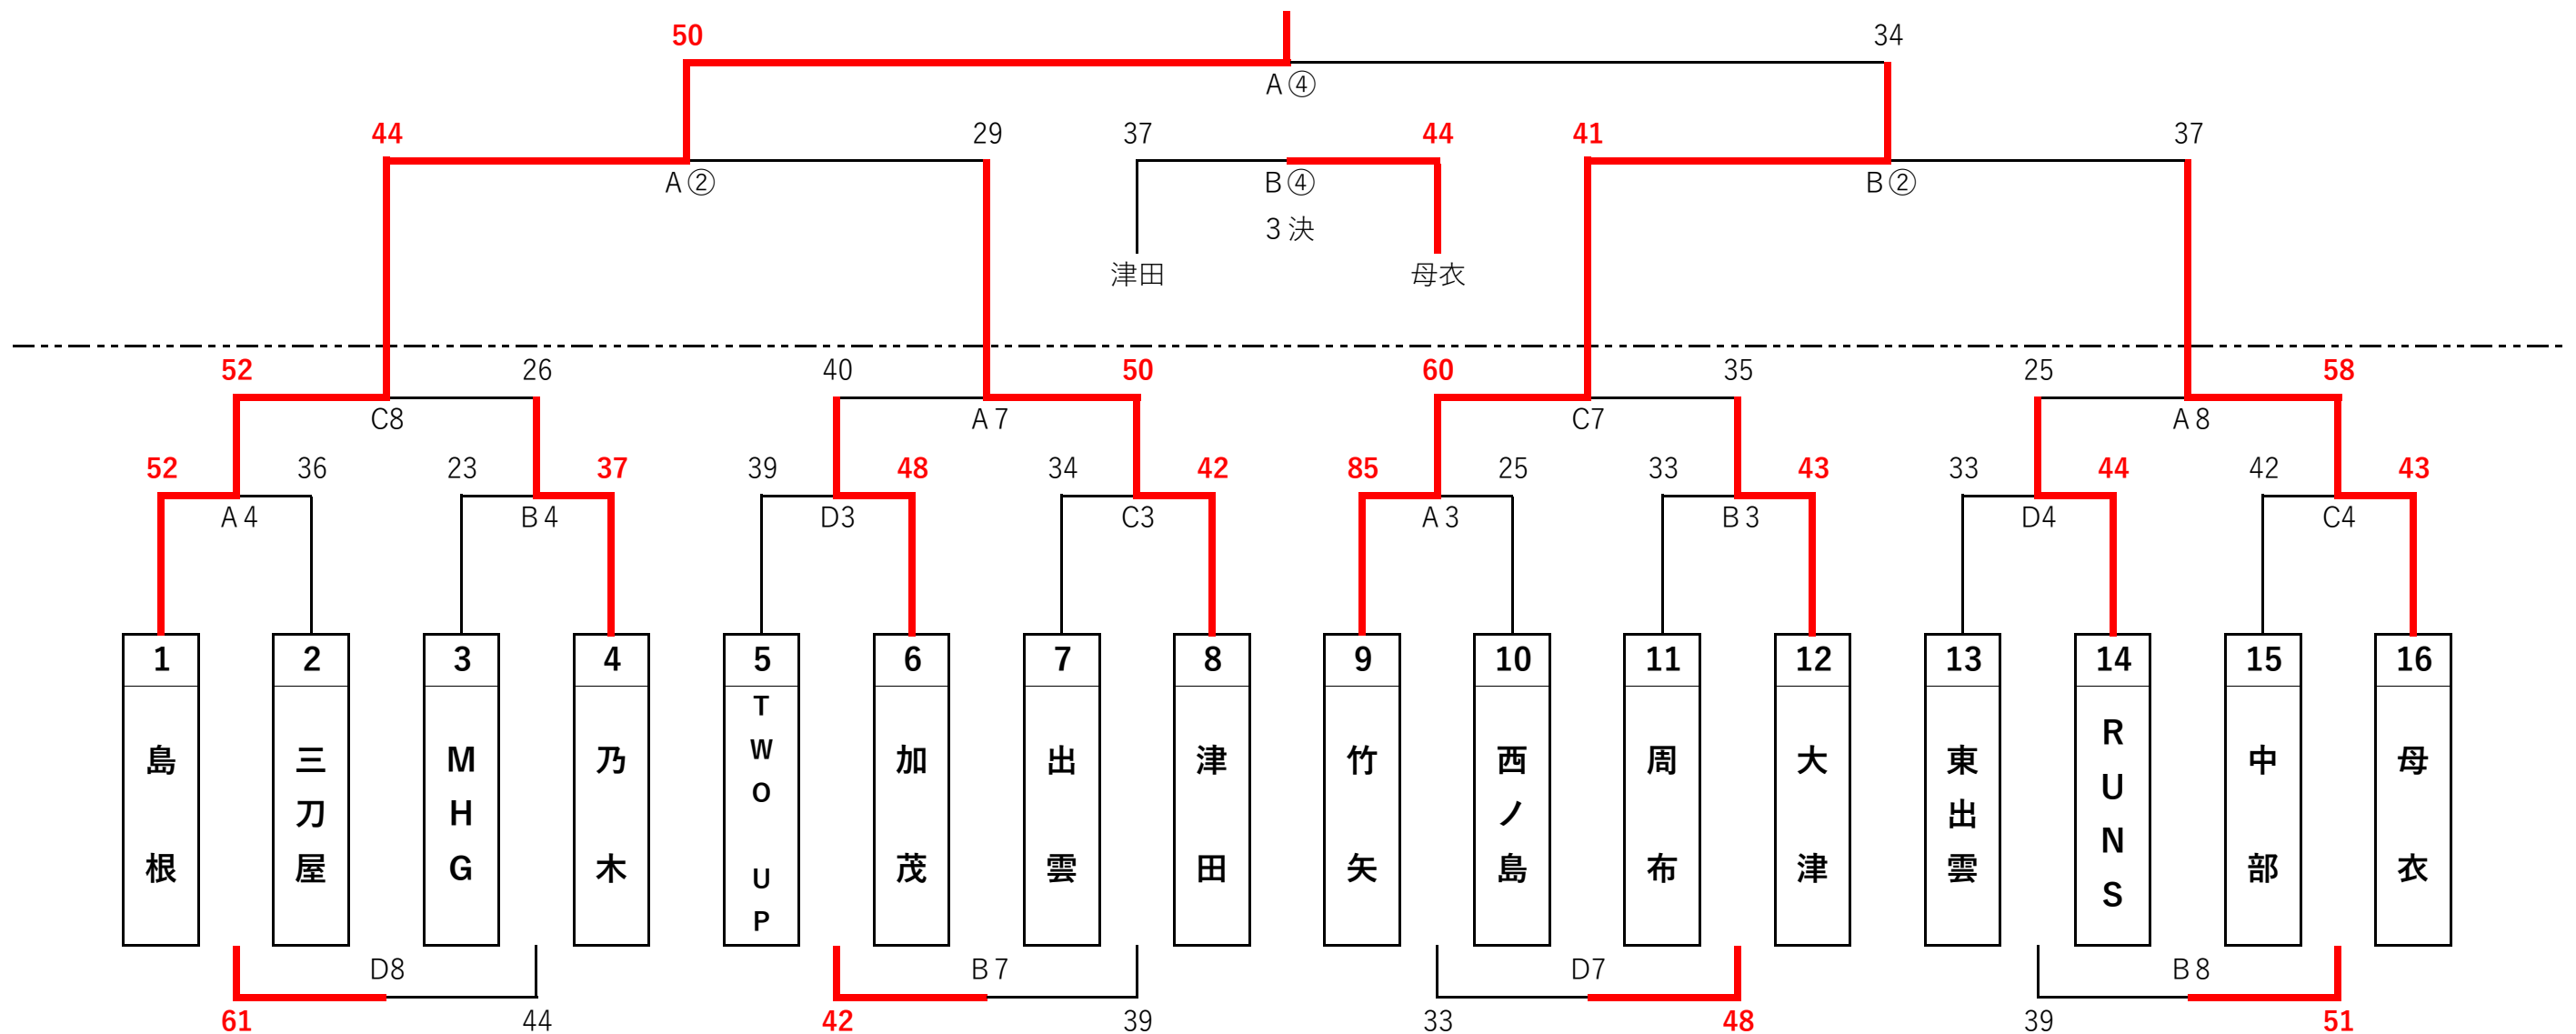 50 34
A④
44 29 37 44 41 37
A② B④ B②
3決
津田 母衣
52 26 40 50 60 35 25 58
C8 A7 C7 A8
52 36 23 37 39 48 34 42 85 25 33 43 33 44 42 43
A4 B4 D3 C3 A3 B3 D4 C4
1 2 3 4 5 6 7 8 9 10 11 12 13 14 15 16
島根
三刀屋
MHG
乃木
TWO UP
加茂
出雲
津田
竹矢
西ノ島
周布
大津
東出雲
RUNS
中部
母衣
D8 B7 D7 B8
61 44 42 39 33 48 39 51